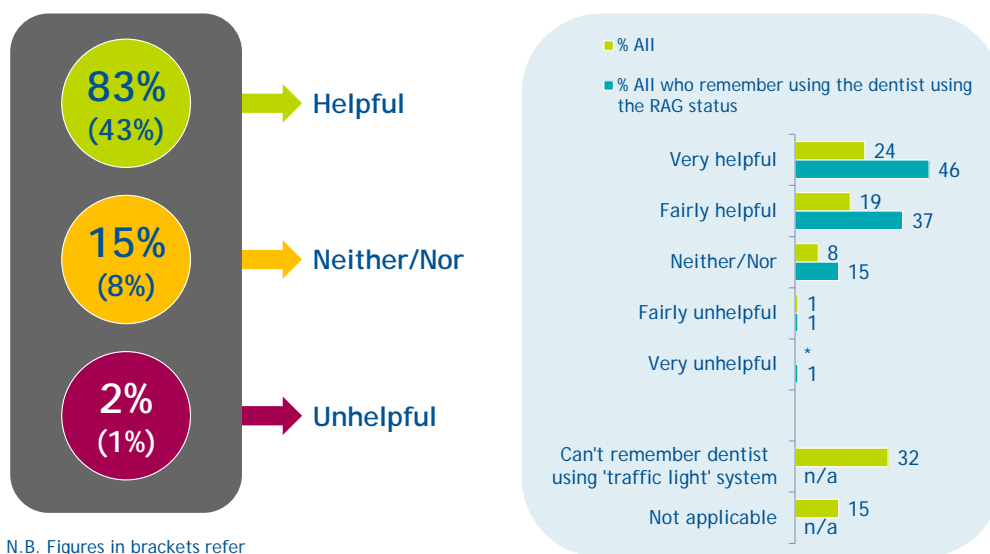 83%
(43%)
Helpful
15%
(8%)
Neither/Nor
2%
(1%)
Unhelpful
N.B. Figures in brackets refer
% All
% All who remember using the dentist using
the RAG status
Very helpful
24
46
Fairly helpful
19
37
Neither/Nor
8
15
Fairly unhelpful
1
1
Very unhelpful
*
1
Can't remember dentist
using 'traffic light' system
32
n/a
Not applicable
15
n/a